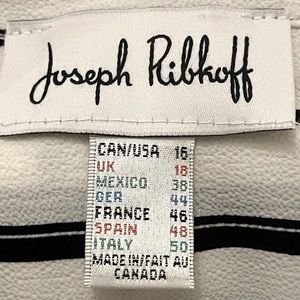 Joseph Ribkoff
CAN/USA 16
UK 18
MEXICO 38
GER 44
FRANCE 46
SPAIN 48
ITALY 50
MADE IN/FAIT AU
CANADA